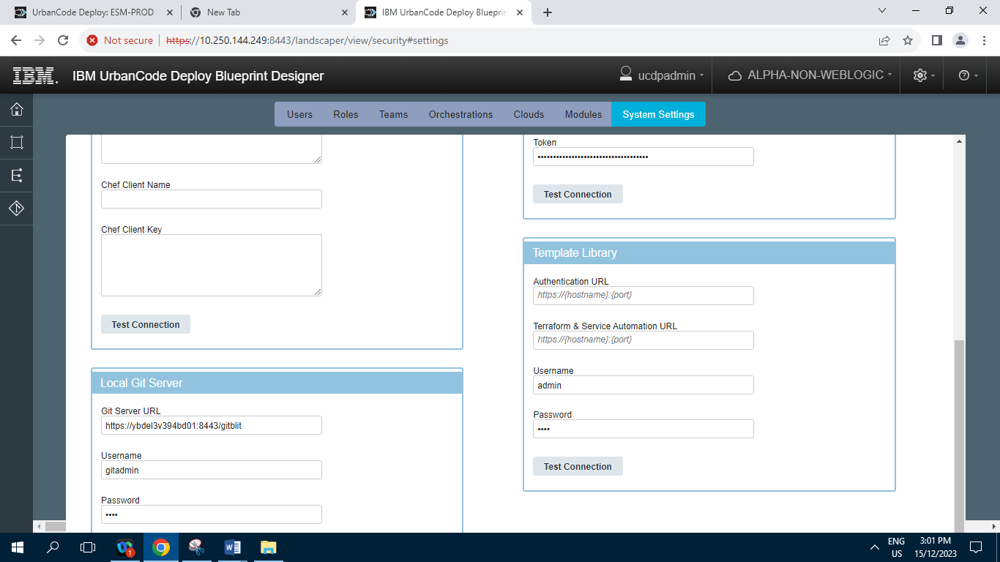 UrbanCode Deploy: ESM-PROD
New Tab
IBM UrbanCode Deploy Blueprin
Not secure
https://10.250.144.249:8443/landscaper/view/security#settings
IBM.
IBM UrbanCode Deploy Blueprint Designer
ucdpadmin
ALPHA-NON-WEBLOGIC
Users
Roles
Teams
Orchestrations
Clouds
Modules
System Settings
Chef Client Name
Chef Client Key
Test Connection
Local Git Server
Git Server URL
https://ybdel3v394bd01:8443/gitblit
Username
gitadmin
Password
••••
Token
••••••••••••••••••••••••••••••••••••
Test Connection
Template Library
Authentication URL
https://{hostname}:{port}
Terraform & Service Automation URL
https://{hostname}:{port}
Username
admin
Password
••••
Test Connection
1
ENG
US
3:01 PM
15/12/2023